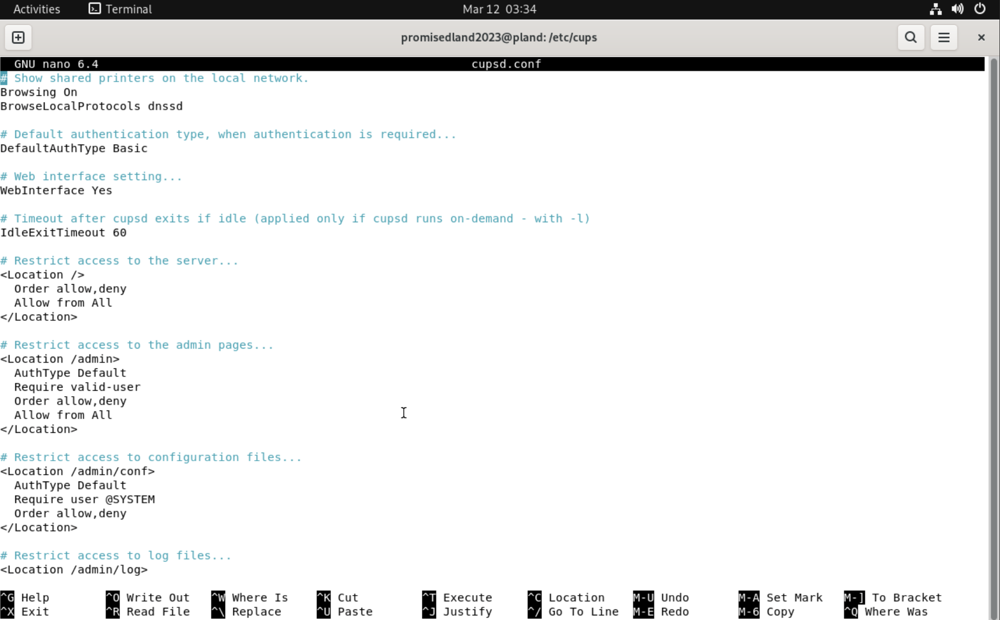 Activities Terminal Mar 12 03:34
promisedland2023@pland: /etc/cups
GNU nano 6.4 cupsd.conf
# Show shared printers on the local network.
Browsing On
BrowseLocalProtocols dnssd
# Default authentication type, when authentication is required...
DefaultAuthType Basic
# Web interface setting...
WebInterface Yes
# Timeout after cupsd exits if idle (applied only if cupsd runs on-demand - with -l)
IdleExitTimeout 60
# Restrict access to the server...
<Location />
  Order allow,deny
  Allow from All
</Location>
# Restrict access to the admin pages...
<Location /admin>
  AuthType Default
  Require valid-user
  Order allow,deny
  Allow from All
</Location>
# Restrict access to configuration files...
<Location /admin/conf>
  AuthType Default
  Require user @SYSTEM
  Order allow,deny
</Location>
# Restrict access to log files...
<Location /admin/log>
^G Help ^O Write Out ^W Where Is ^K Cut ^T Execute ^C Location M-U Undo M-A Set Mark M-] To Bracket
^X Exit ^R Read File ^\ Replace ^U Paste ^J Justify ^/ Go To Line M-E Redo M-6 Copy ^Q Where Was